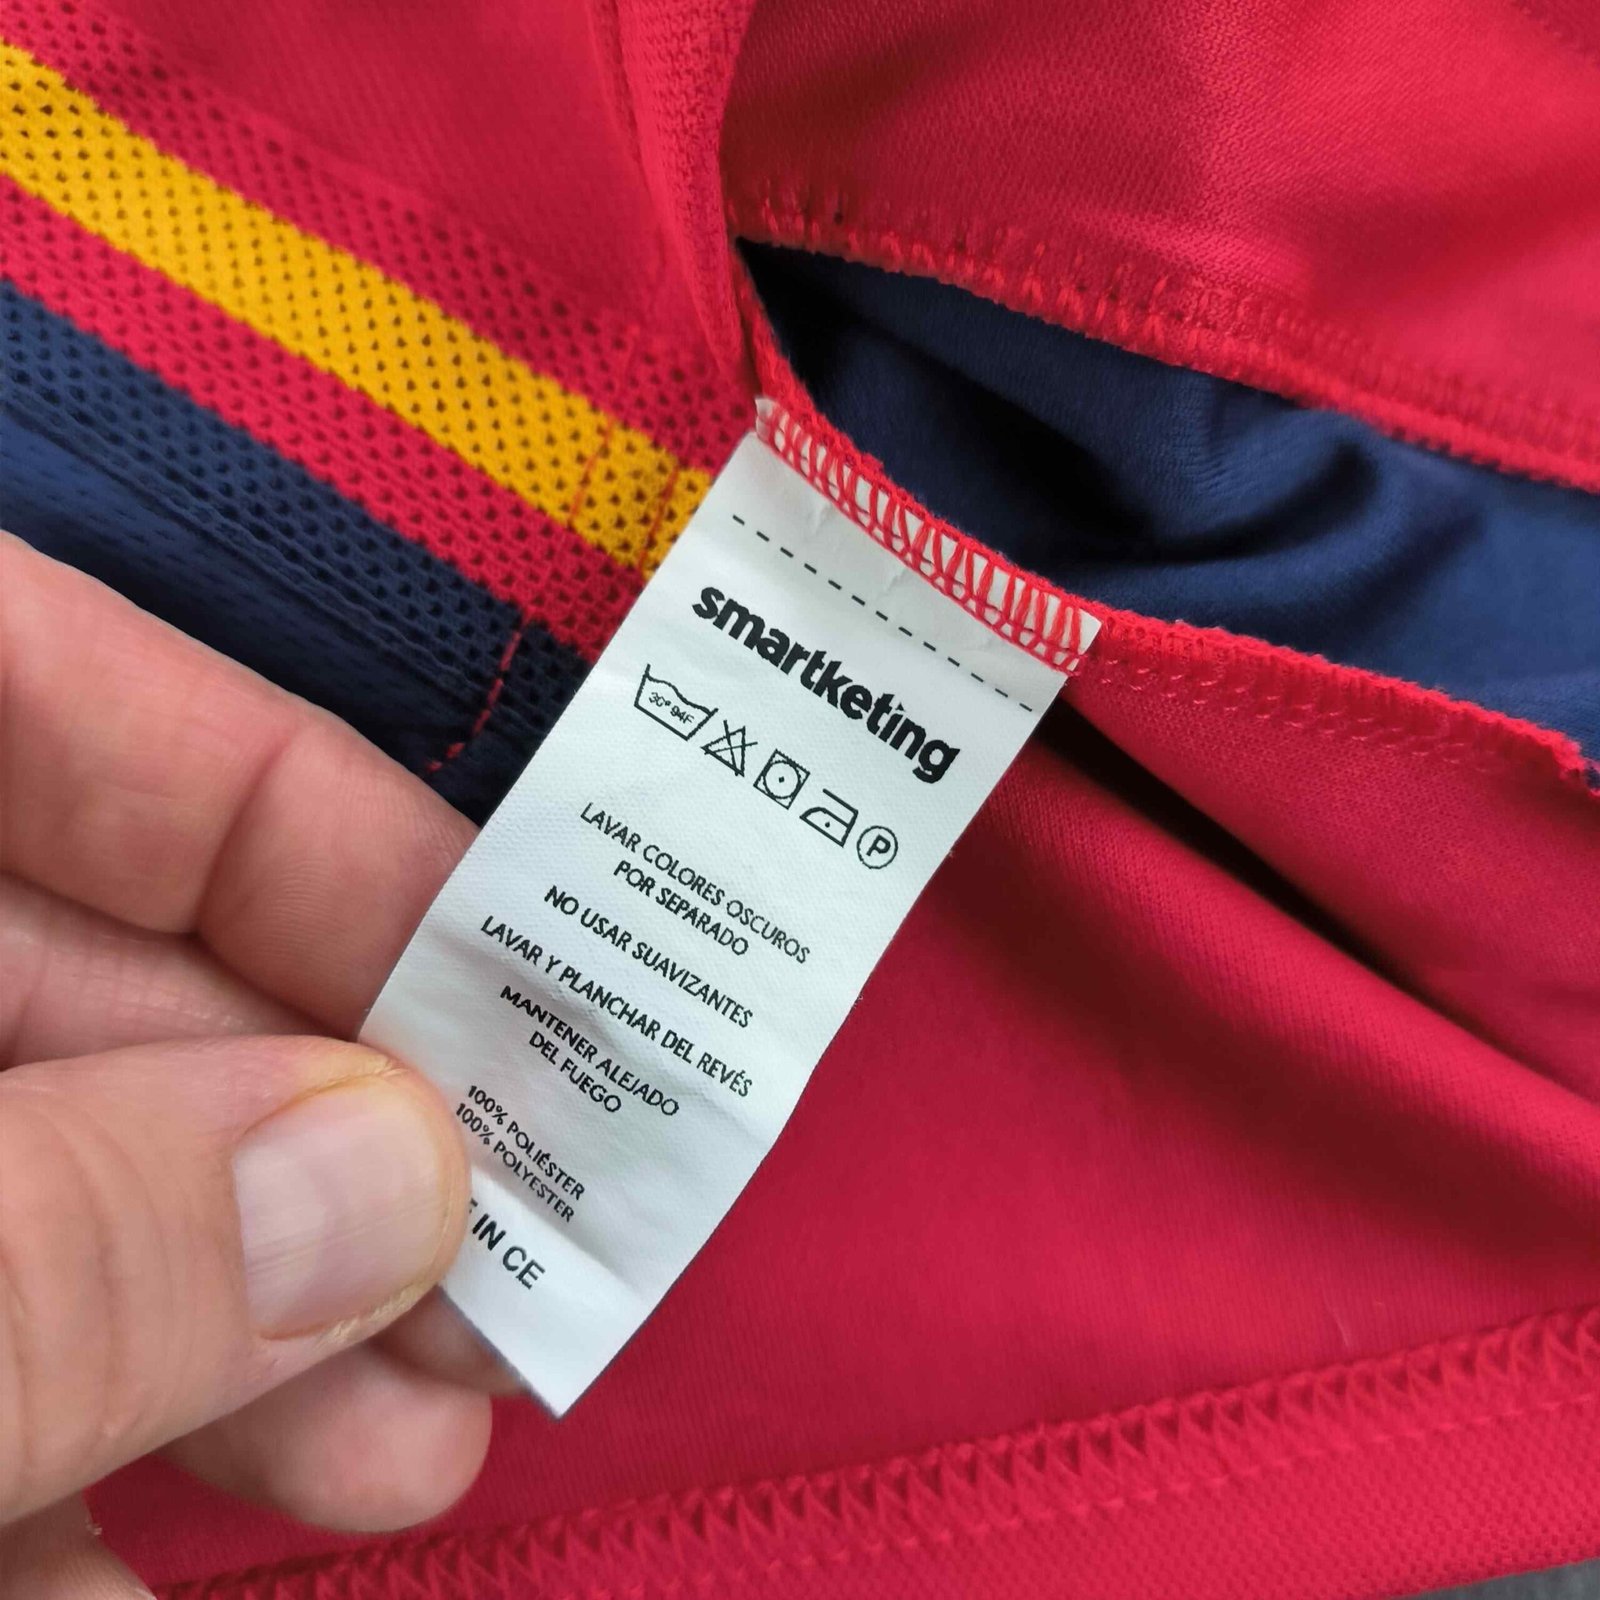 smartketing
30° 84F
P
LAVAR COLORES OSCUROS
POR SEPARADO
NO USAR SUAVIZANTES
LAVAR Y PLANCHAR DEL REVÉS
MANTENER ALEJADO
DEL FUEGO
100% POLIÉSTER
100% POLYESTER
IN CE